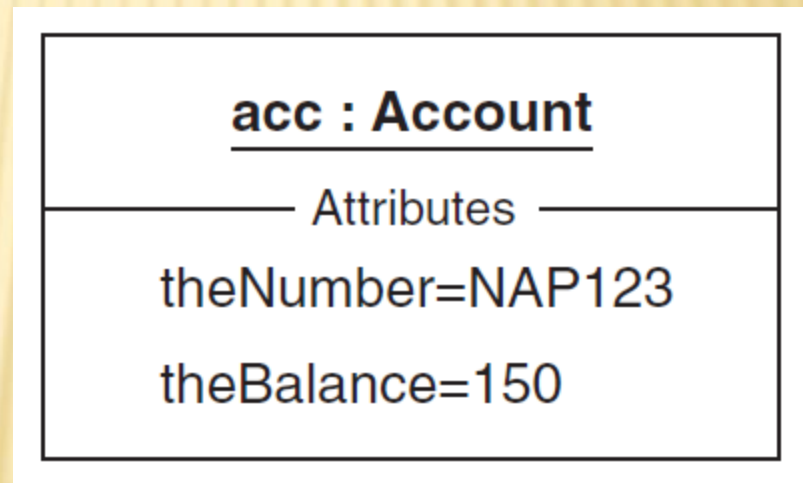 acc : Account
Attributes
theNumber=NAP123
theBalance=150